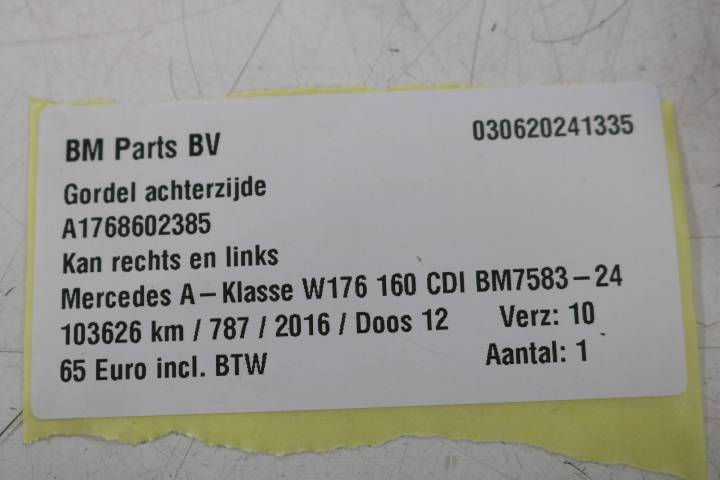 BM Parts BV 030620241335
Gordel achterzijde
A1768602385
Kan rechts en links
Mercedes A-Klasse W176 160 CDI BM7583-24
103626 km / 787 / 2016 / Doos 12 Verz: 10
65 Euro incl. BTW Aantal: 1